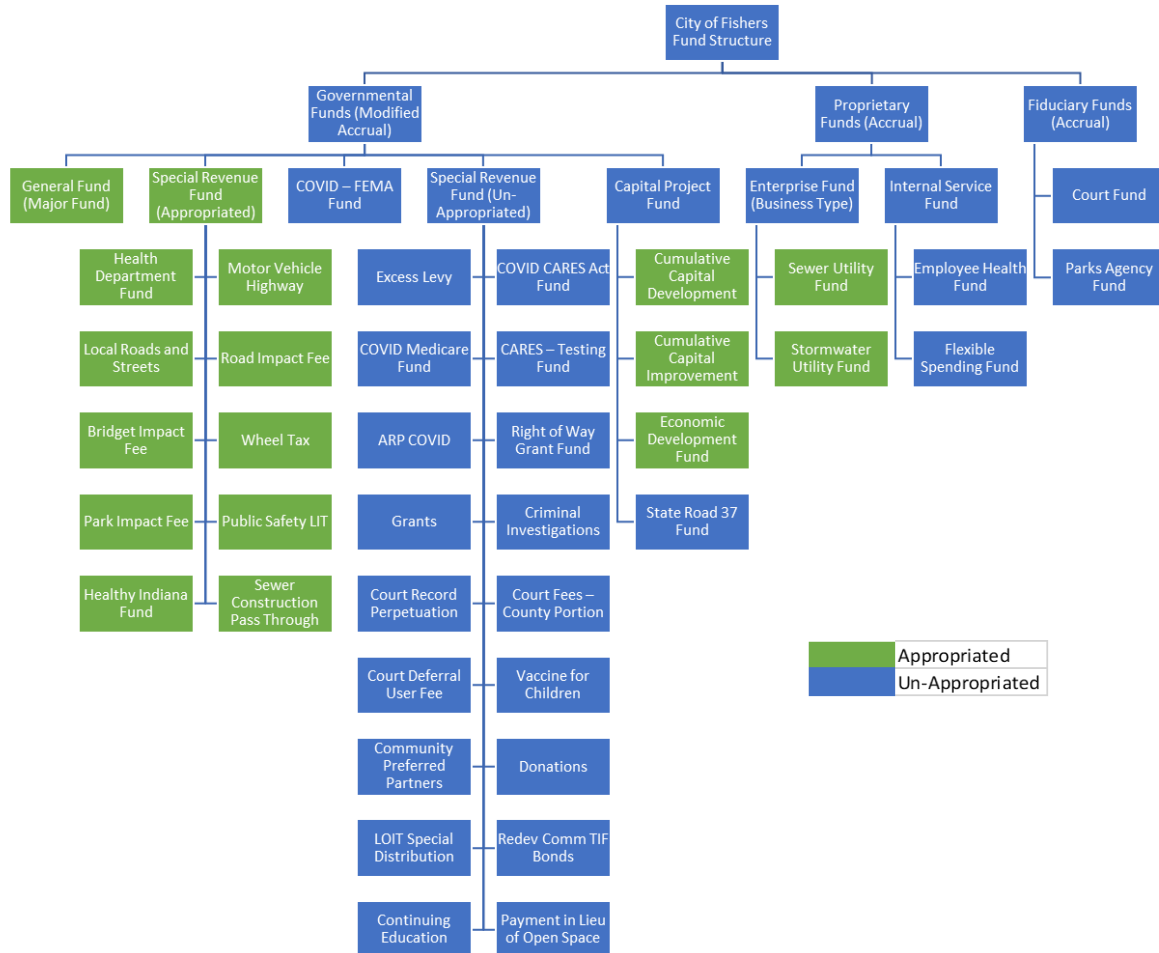 City of Fishers
Fund Structure
Governmental
Funds (Modified
Accrual)
Proprietary
Funds (Accrual)
Fiduciary Funds
(Accrual)
General Fund
(Major Fund)
Special Revenue
Fund
(Appropriated)
COVID – FEMA
Fund
Special Revenue
Fund (Un-
Appropriated)
Capital Project
Fund
Enterprise Fund
(Business Type)
Internal Service
Fund
Court Fund
Health
Department
Fund
Motor Vehicle
Highway
Excess Levy
COVID CARES Act
Fund
Cumulative
Capital
Development
Sewer Utility
Fund
Employee Health
Fund
Parks Agency
Fund
Local Roads and
Streets
Road Impact Fee
COVID Medicare
Fund
CARES – Testing
Fund
Cumulative
Capital
Improvement
Stormwater
Utility Fund
Flexible
Spending Fund
Bridget Impact
Fee
Wheel Tax
ARP COVID
Right of Way
Grant Fund
Economic
Development
Fund
Park Impact Fee
Public Safety LIT
Grants
Criminal
Investigations
State Road 37
Fund
Healthy Indiana
Fund
Sewer
Construction
Pass Through
Court Record
Perpetuation
Court Fees –
County Portion
Appropriated
Un-Appropriated
Court Deferral
User Fee
Vaccine for
Children
Community
Preferred
Partners
Donations
LOIT Special
Distribution
Redev Comm TIF
Bonds
Continuing
Education
Payment in Lieu
of Open Space